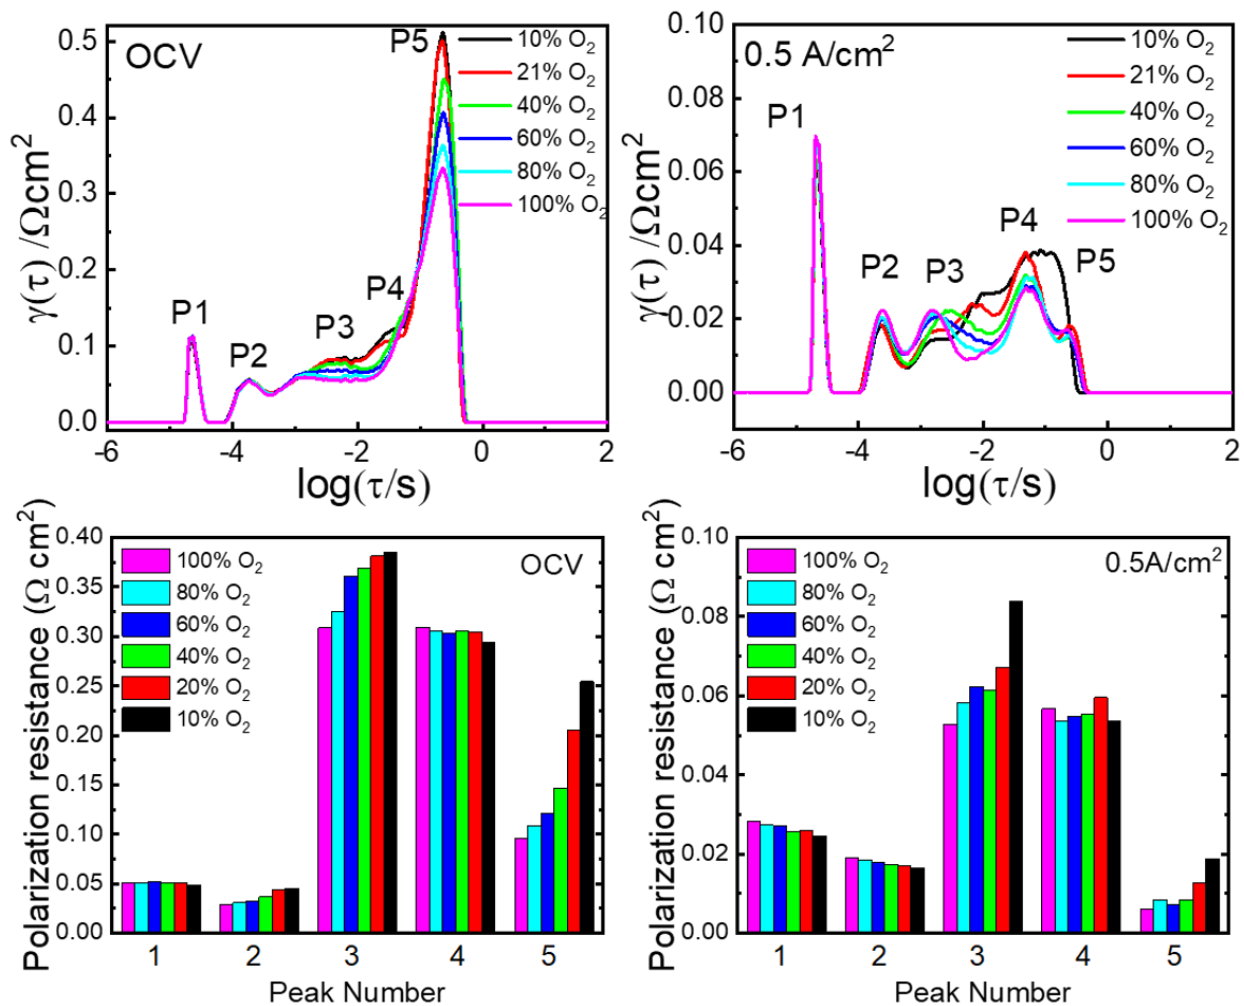 OCV
P5
10% O2
21% O2
40% O2
60% O2
80% O2
100% O2
P1
P2
P3
P4
0.5
0.4
0.3
0.2
0.1
0.0
γ(τ) /Ωcm2
-6
-4
-2
0
2
log(τ/s)
0.5 A/cm2
10% O2
21% O2
40% O2
60% O2
80% O2
100% O2
P1
P2
P3
P4
P5
0.10
0.08
0.06
0.04
0.02
0.00
γ(τ) /Ωcm2
-6
-4
-2
0
2
log(τ/s)
Polarization resistance (Ω cm2)
0.40
0.35
0.30
0.25
0.20
0.15
0.10
0.05
0.00
100% O2
80% O2
60% O2
40% O2
20% O2
10% O2
OCV
1
2
3
4
5
Peak Number
Polarization resistance (Ω cm2)
0.10
0.08
0.06
0.04
0.02
0.00
100% O2
80% O2
60% O2
40% O2
20% O2
10% O2
0.5A/cm2
1
2
3
4
5
Peak Number